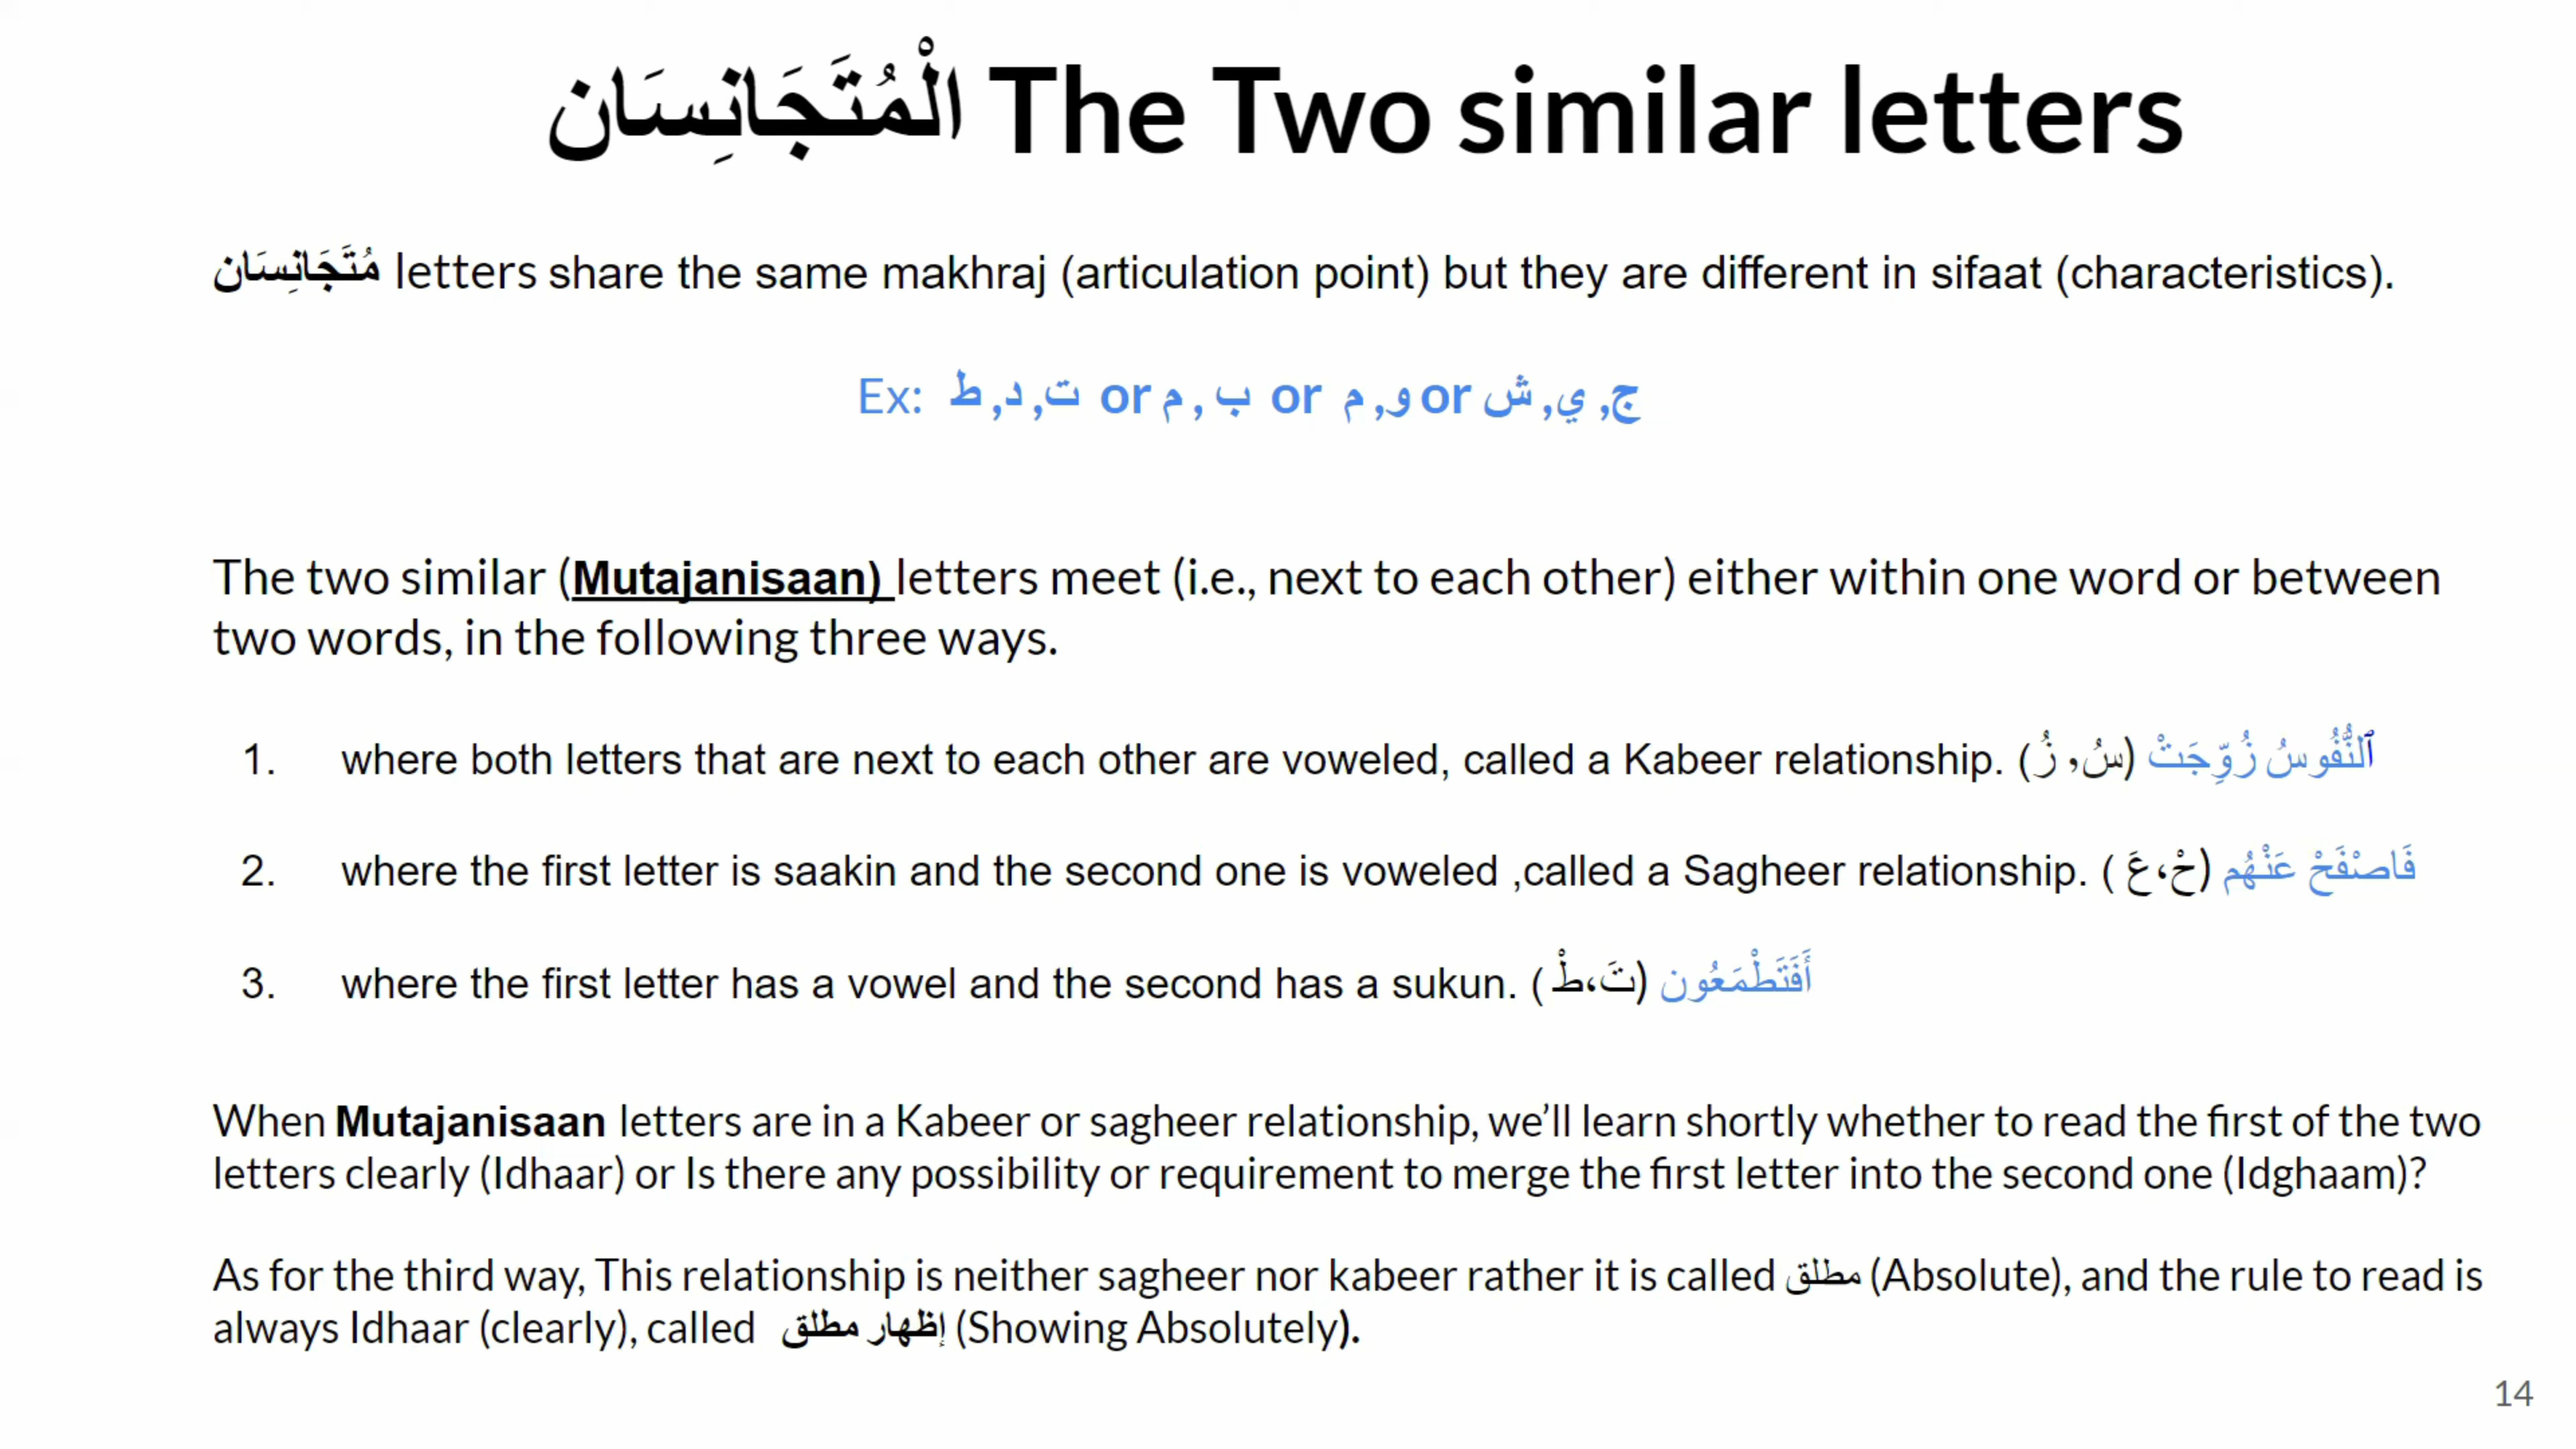 الْمُتَجَانِسَان The Two similar letters
مُتَجَانِسَان letters share the same makhraj (articulation point) but they are different in sifaat (characteristics).
Ex: ت, د, ط or ب , م or و, م or ج, ي, ش
The two similar (Mutajanisaan) letters meet (i.e., next to each other) either within one word or between
two words, in the following three ways.
1. where both letters that are next to each other are voweled, called a Kabeer relationship. (سُ, زُ) ٱلنُّفُوسُ زُوِّجَتْ
2. where the first letter is saakin and the second one is voweled ,called a Sagheer relationship. (حْ، عَ ) فَاصْفَحْ عَنْهُم
3. where the first letter has a vowel and the second has a sukun. (تَ، طْ ) أَفَتَطْمَعُون
When Mutajanisaan letters are in a Kabeer or sagheer relationship, we’ll learn shortly whether to read the first of the two
letters clearly (Idhaar) or Is there any possibility or requirement to merge the first letter into the second one (Idghaam)?
As for the third way, This relationship is neither sagheer nor kabeer rather it is called مطلق (Absolute), and the rule to read is
always Idhaar (clearly), called إظهار مطلق (Showing Absolutely).
14